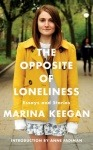 THE
OPPOSITE OF
LONELINESS
Essays and Stories
MARINA KEEGAN
INTRODUCTION BY ANNE FADIMAN